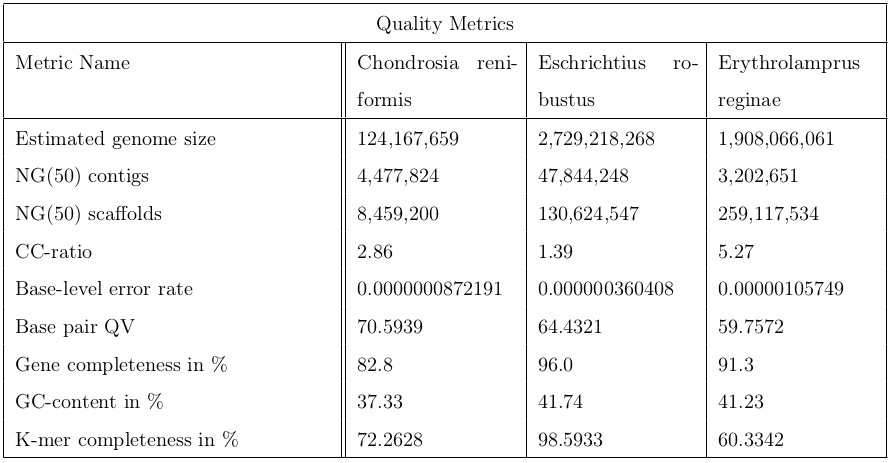 Quality Metrics
Metric Name Chondrosia reni- Eschrichtius ro- Erythrolamprus
formis bustus reginae
Estimated genome size 124,167,659 2,729,218,268 1,908,066,061
NG(50) contigs 4,477,824 47,844,248 3,202,651
NG(50) scaffolds 8,459,200 130,624,547 259,117,534
CC-ratio 2.86 1.39 5.27
Base-level error rate 0.0000000872191 0.000000360408 0.00000105749
Base pair QV 70.5939 64.4321 59.7572
Gene completeness in % 82.8 96.0 91.3
GC-content in % 37.33 41.74 41.23
K-mer completeness in % 72.2628 98.5933 60.3342